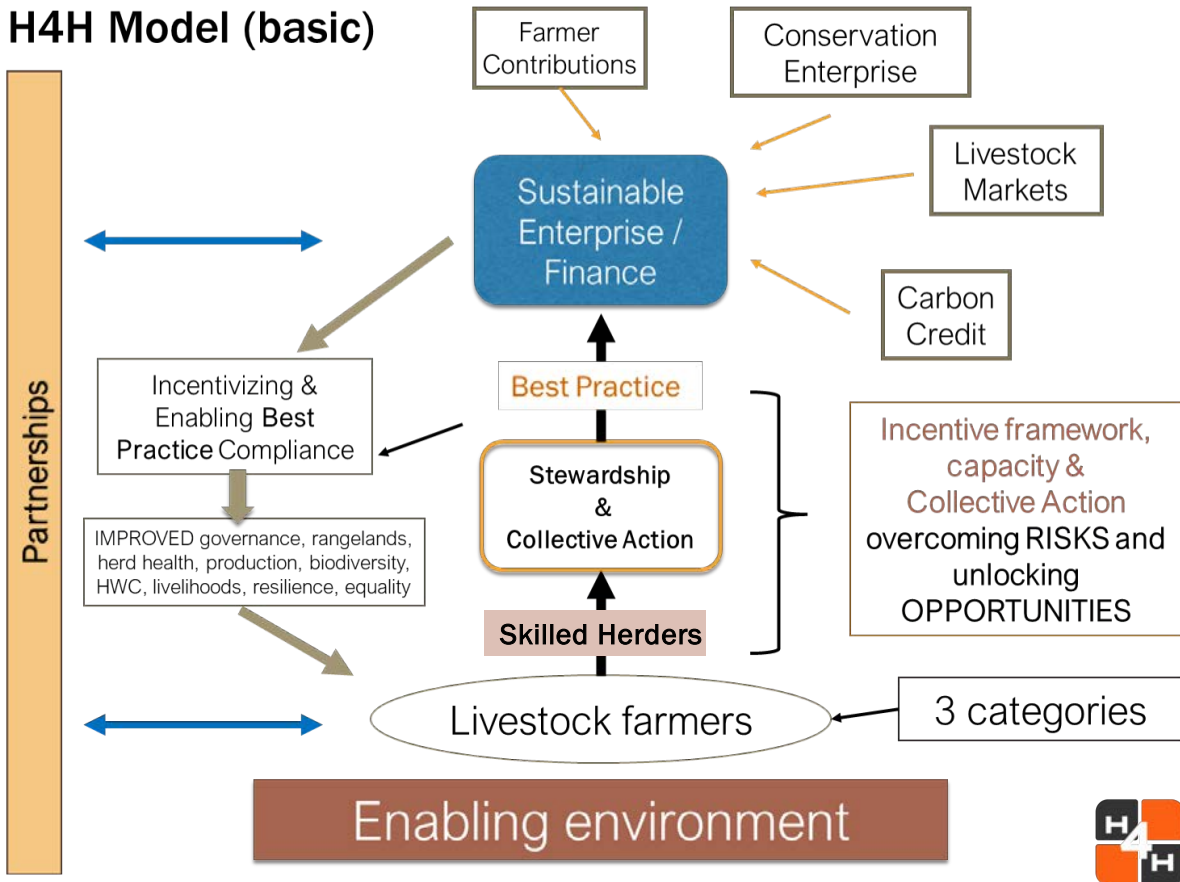 H4H Model (basic)
Farmer
Contributions
Conservation
Enterprise
Livestock
Markets
Carbon
Credit
Sustainable
Enterprise /
Finance
Partnerships
Incentivizing &
Enabling Best
Practice Compliance
Best Practice
Stewardship
&
Collective Action
Incentive framework,
capacity &
Collective Action
overcoming RISKS and
unlocking
OPPORTUNITIES
IMPROVED governance, rangelands,
herd health, production, biodiversity,
HWC, livelihoods, resilience, equality
Skilled Herders
Livestock farmers
3 categories
Enabling environment
H4H